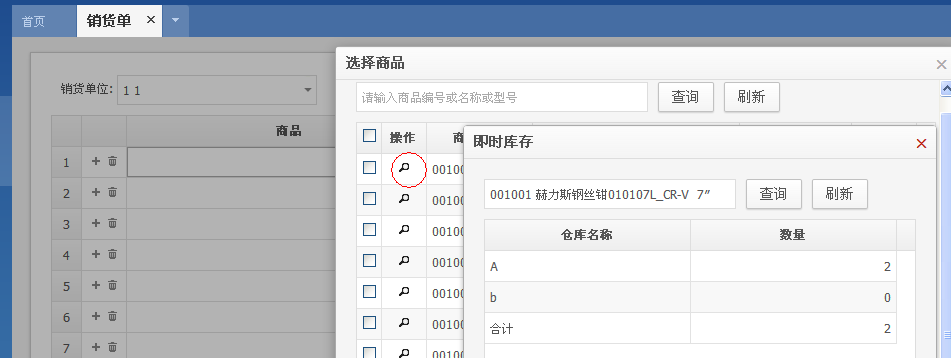 首页
销货单
销货单位: 1 1
商品
1
2
3
4
5
6
7
选择商品
请输入商品编号或名称或型号
查询
刷新
操作
00100
00100
00100
00100
00100
00100
00100
即时库存
001001 赫力斯钢丝钳010107L_CR-V 7"
查询
刷新
仓库名称 数量
A 2
b 0
合计 2